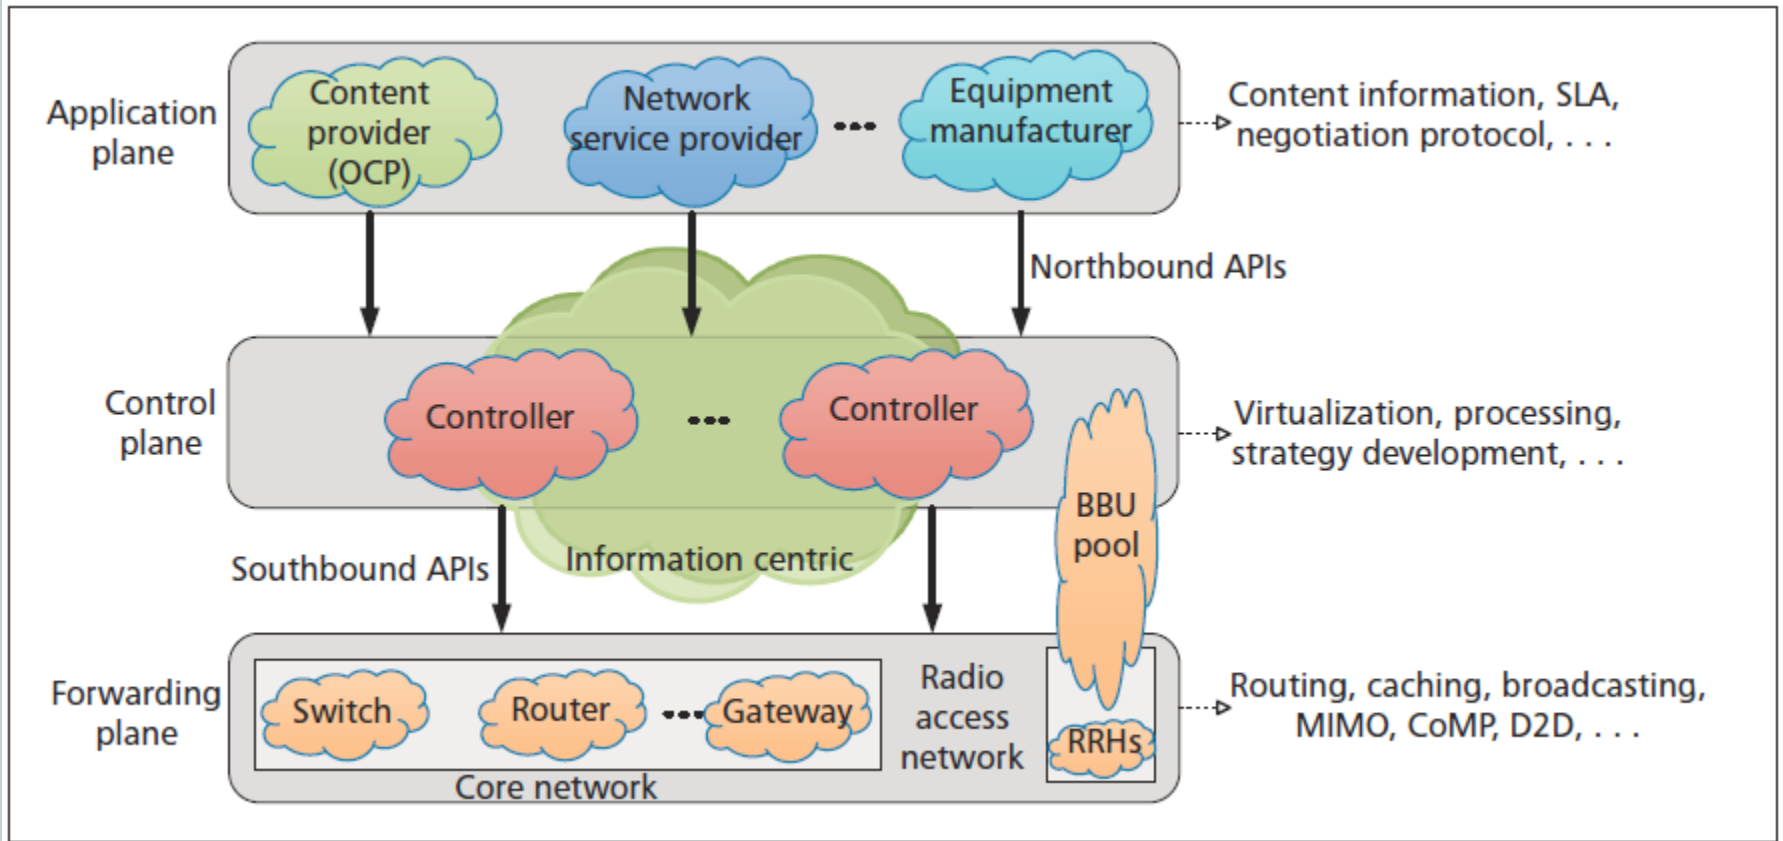 Application
plane
Content
provider
(OCP)
Network
service provider
Equipment
manufacturer
Content information, SLA,
negotiation protocol, . . .
Northbound APIs
Control
plane
Controller
Controller
Virtualization, processing,
strategy development, . . .
BBU
pool
Southbound APIs
Information centric
Forwarding
plane
Switch
Router
Gateway
Core network
Radio
access
network
RRHs
Routing, caching, broadcasting,
MIMO, CoMP, D2D, . . .